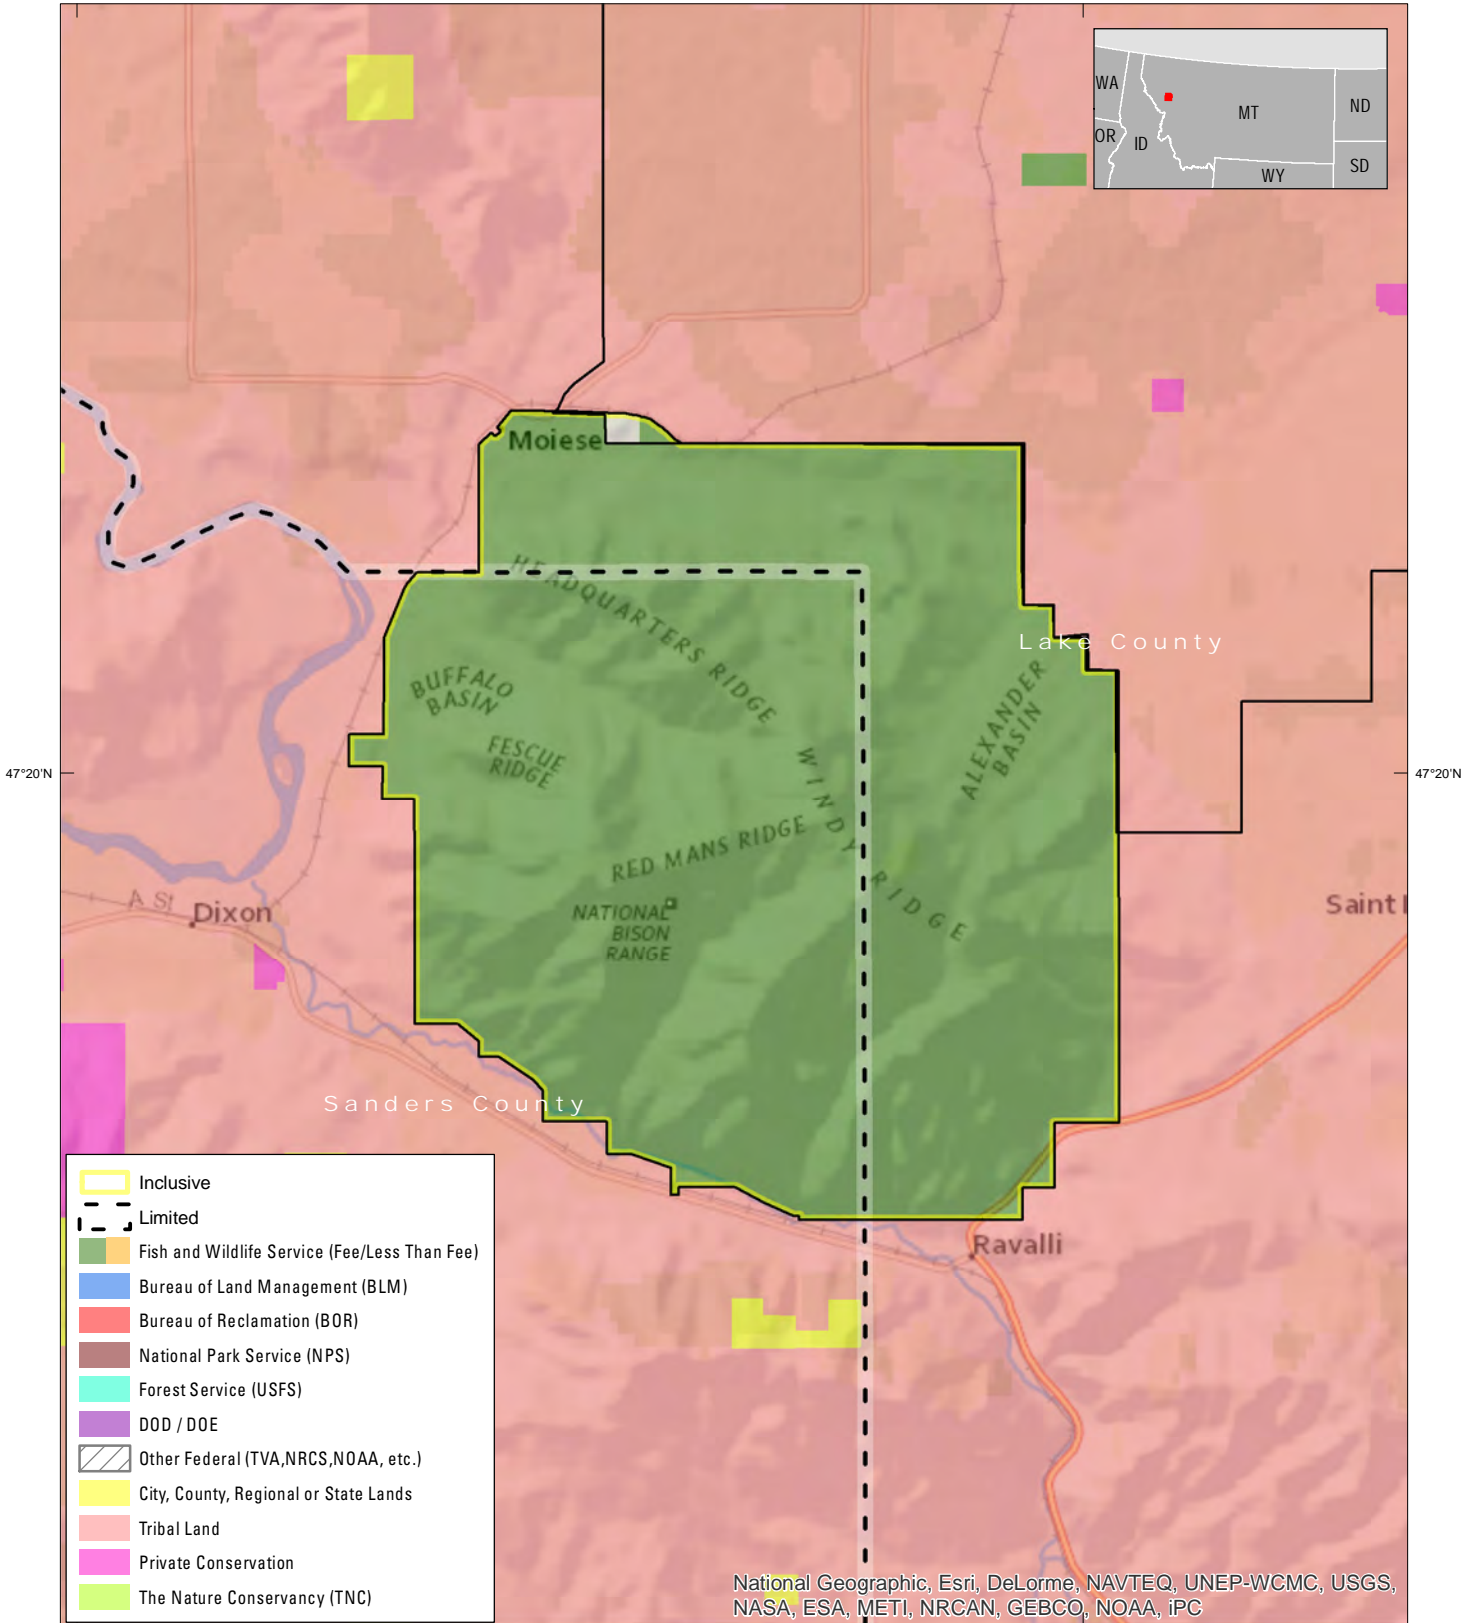 WA
MT
ND
OR
ID
SD
WY
Moiese
HEADQUARTERS RIDGE
Lake County
BUFFALO
BASIN
ALEXANDER
BASIN
FESCUE
RIDGE
WINDY RIDGE
47°20'N
47°20'N
RED MANS RIDGE
A St
Dixon
NATIONAL
BISON
RANGE
Saint
Sanders County
Ravalli
Inclusive
Limited
Fish and Wildlife Service (Fee/Less Than Fee)
Bureau of Land Management (BLM)
Bureau of Reclamation (BOR)
National Park Service (NPS)
Forest Service (USFS)
DOD / DOE
Other Federal (TVA,NRCS,NOAA, etc.)
City, County, Regional or State Lands
Tribal Land
Private Conservation
The Nature Conservancy (TNC)
National Geographic, Esri, DeLorme, NAVTEQ, UNEP-WCMC, USGS,
NASA, ESA, METI, NRCAN, GEBCO, NOAA, iPC